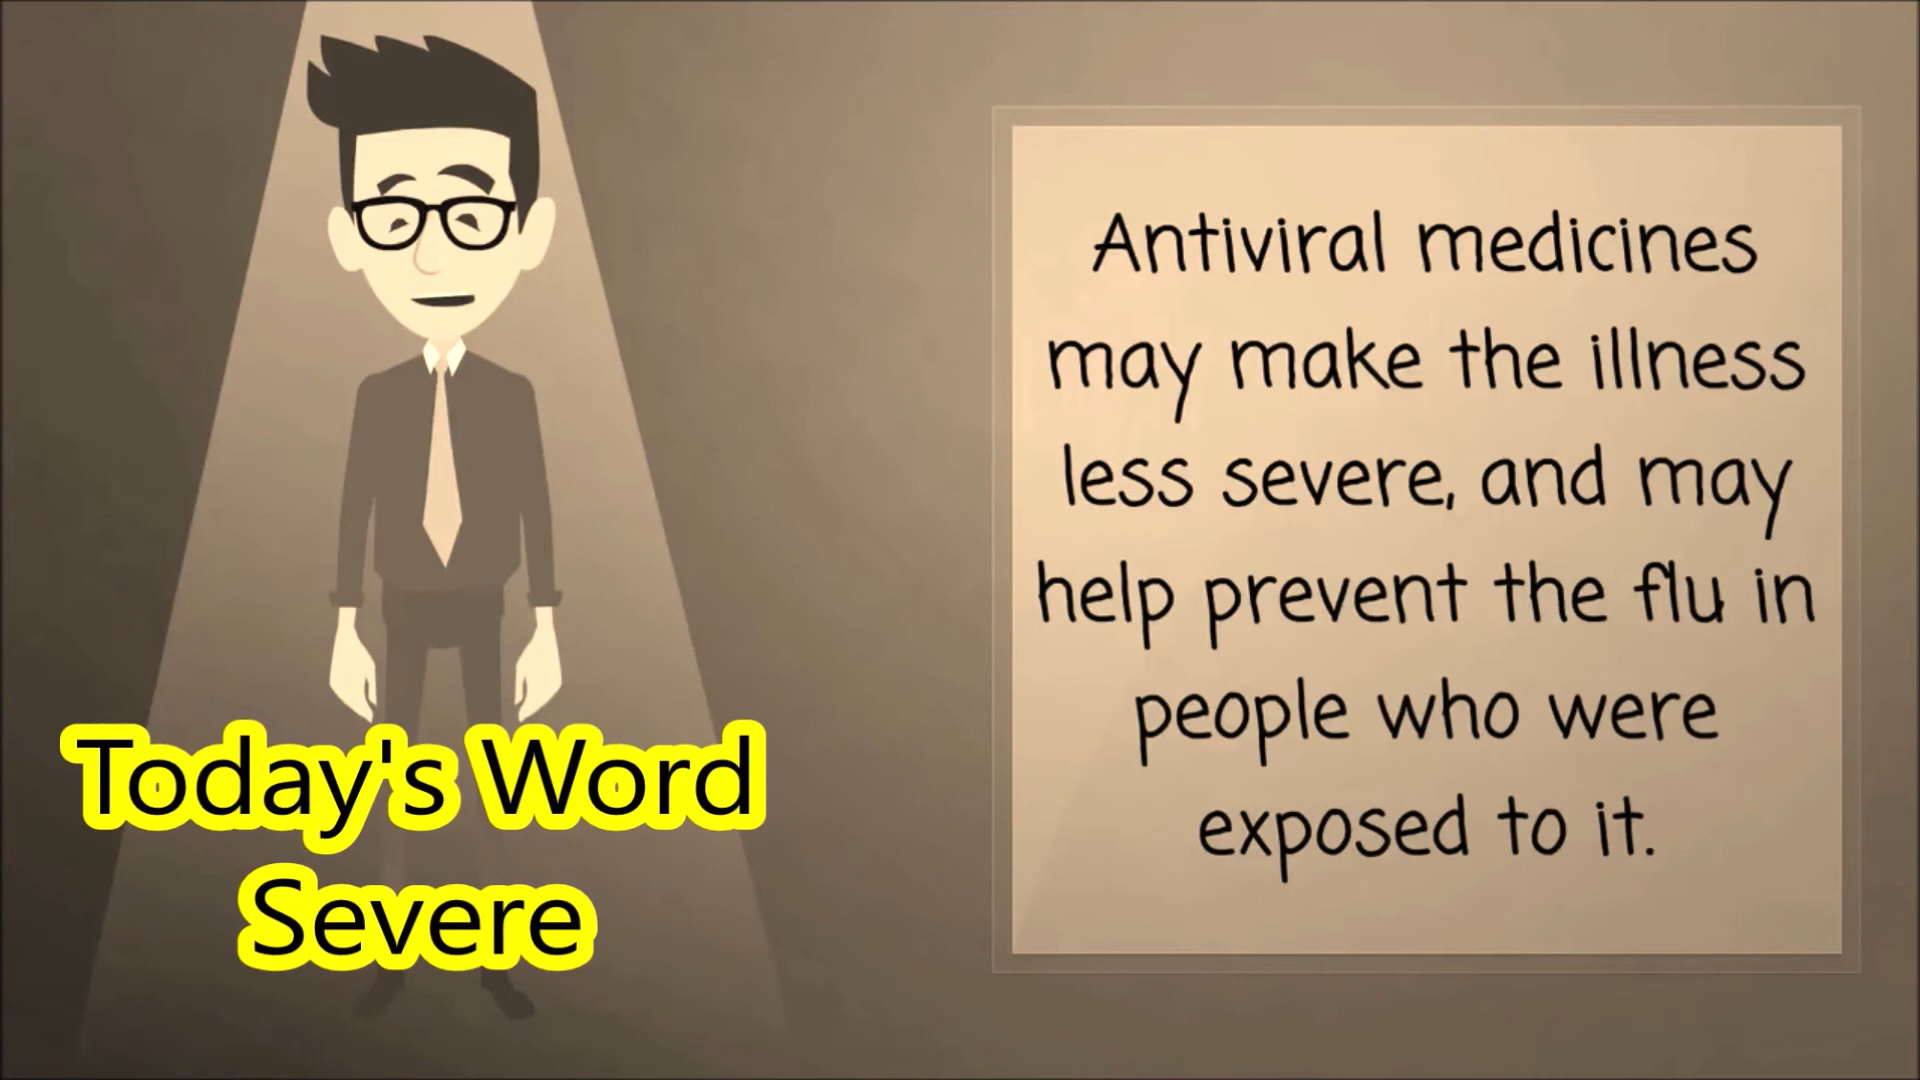 Antiviral medicines
may make the illness
less severe, and may
help prevent the flu in
people who were
exposed to it.
Today's Word
Severe